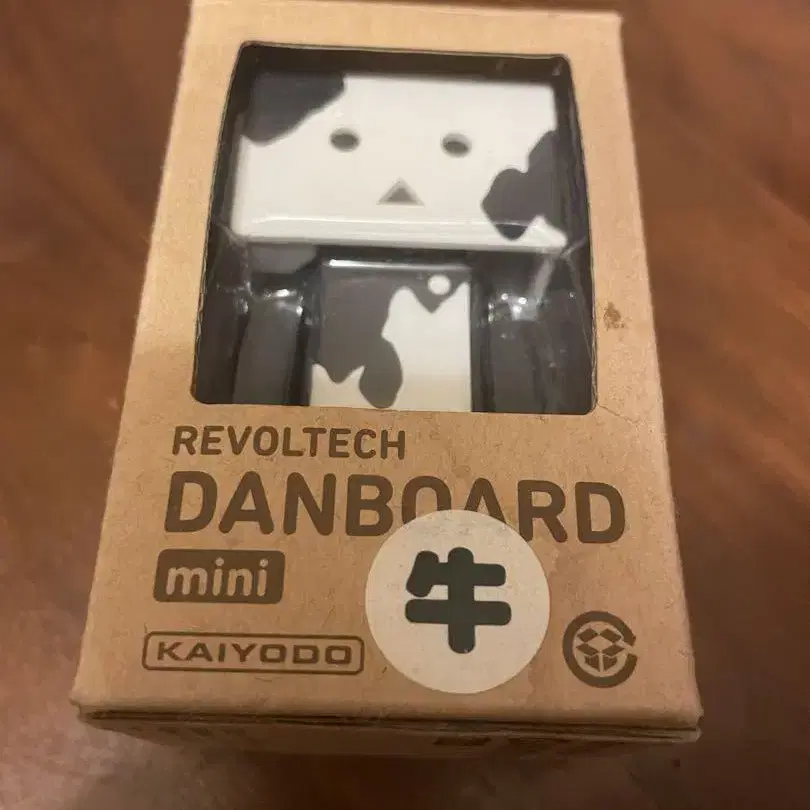 REVOLTECH
DANBOARD
mini
牛
KAIYODO